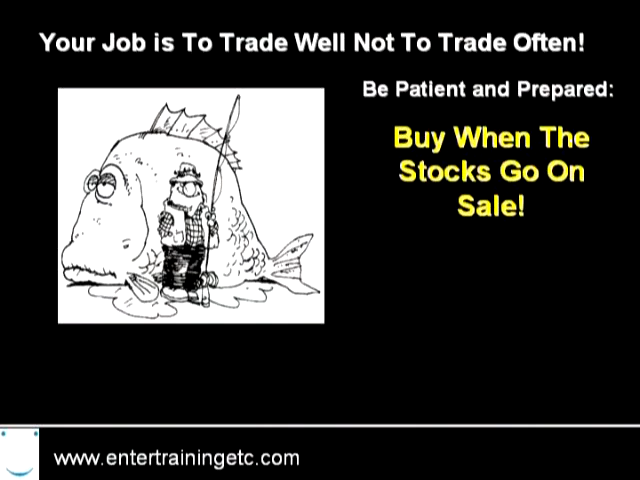 Your Job is To Trade Well Not To Trade Often!
Be Patient and Prepared:
Buy When The
Stocks Go On
Sale!
www.entertrainingetc.com